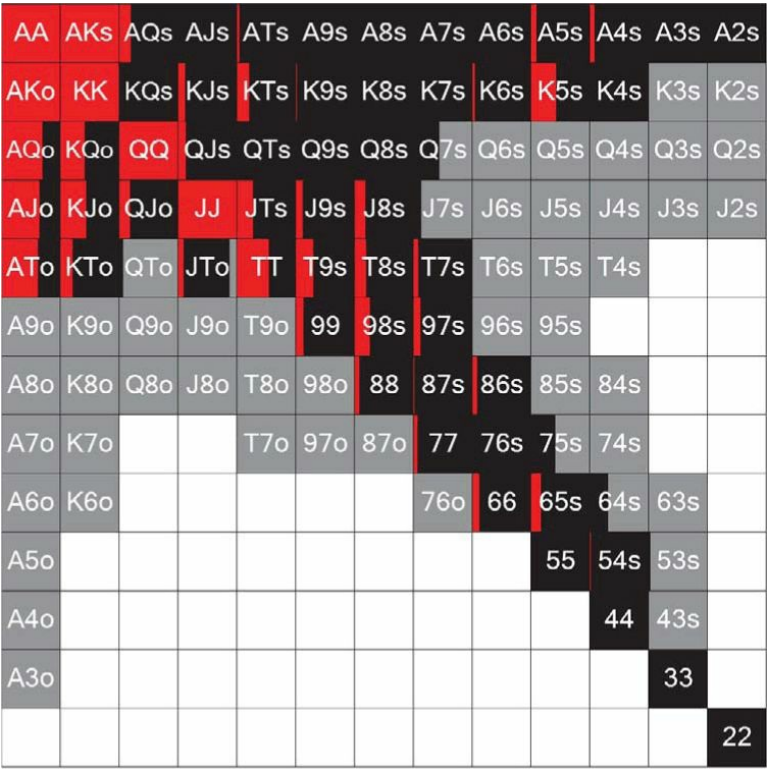 AA AKs AQs AJs ATs A9s A8s A7s A6s A5s A4s A3s A2s
AKo KK KQs KJs KTs K9s K8s K7s K6s K5s K4s K3s K2s
AQo KQo QQ QJs QTs Q9s Q8s Q7s Q6s Q5s Q4s Q3s Q2s
AJo KJo QJo JJ JTs J9s J8s J7s J6s J5s J4s J3s J2s
ATo KTo QTo JTo TT T9s T8s T7s T6s T5s T4s
A9o K9o Q9o J9o T9o 99 98s 97s 96s 95s
A8o K8o Q8o J8o T8o 98o 88 87s 86s 85s 84s
A7o K7o T7o 97o 87o 77 76s 75s 74s
A6o K6o 76o 66 65s 64s 63s
A5o 55 54s 53s
A4o 44 43s
A3o 33
22